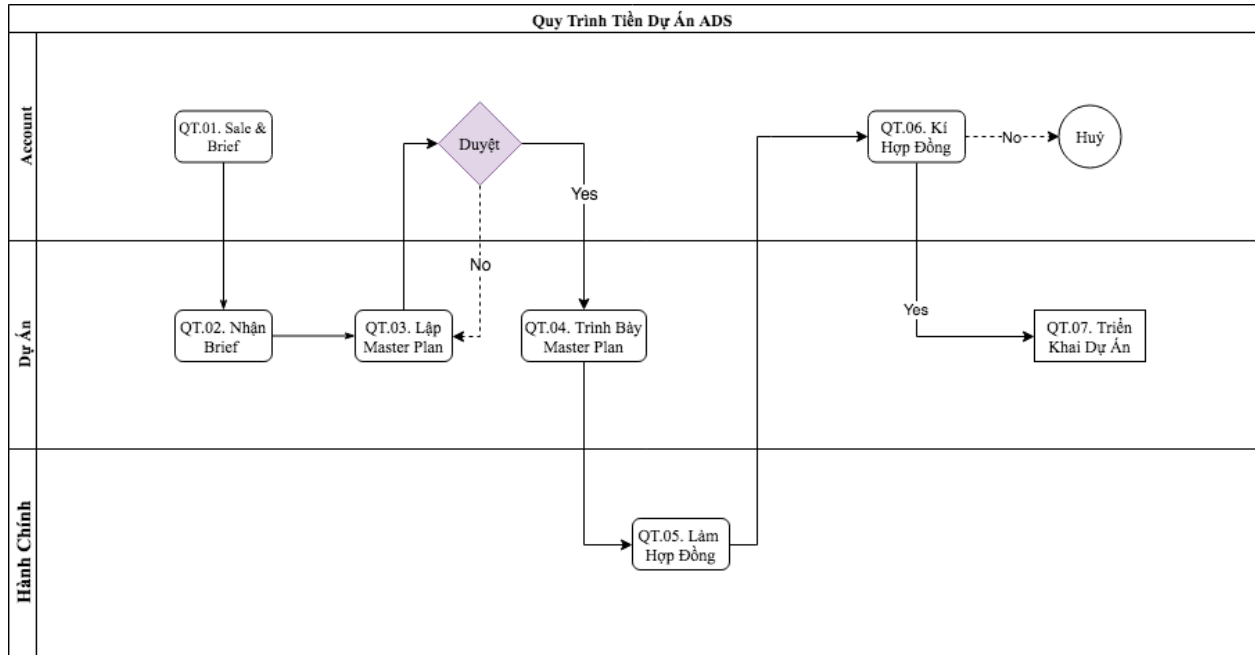 Quy Trình Tiền Dự Án ADS
Account
QT.01. Sale &
Brief
Duyệt
Yes
No
QT.06. Kí
Hợp Đồng
No
Huỷ
Dự Án
QT.02. Nhận
Brief
QT.03. Lập
Master Plan
QT.04. Trình Bày
Master Plan
Yes
QT.07. Triển
Khai Dự Án
Hành Chính
QT.05. Làm
Hợp Đồng